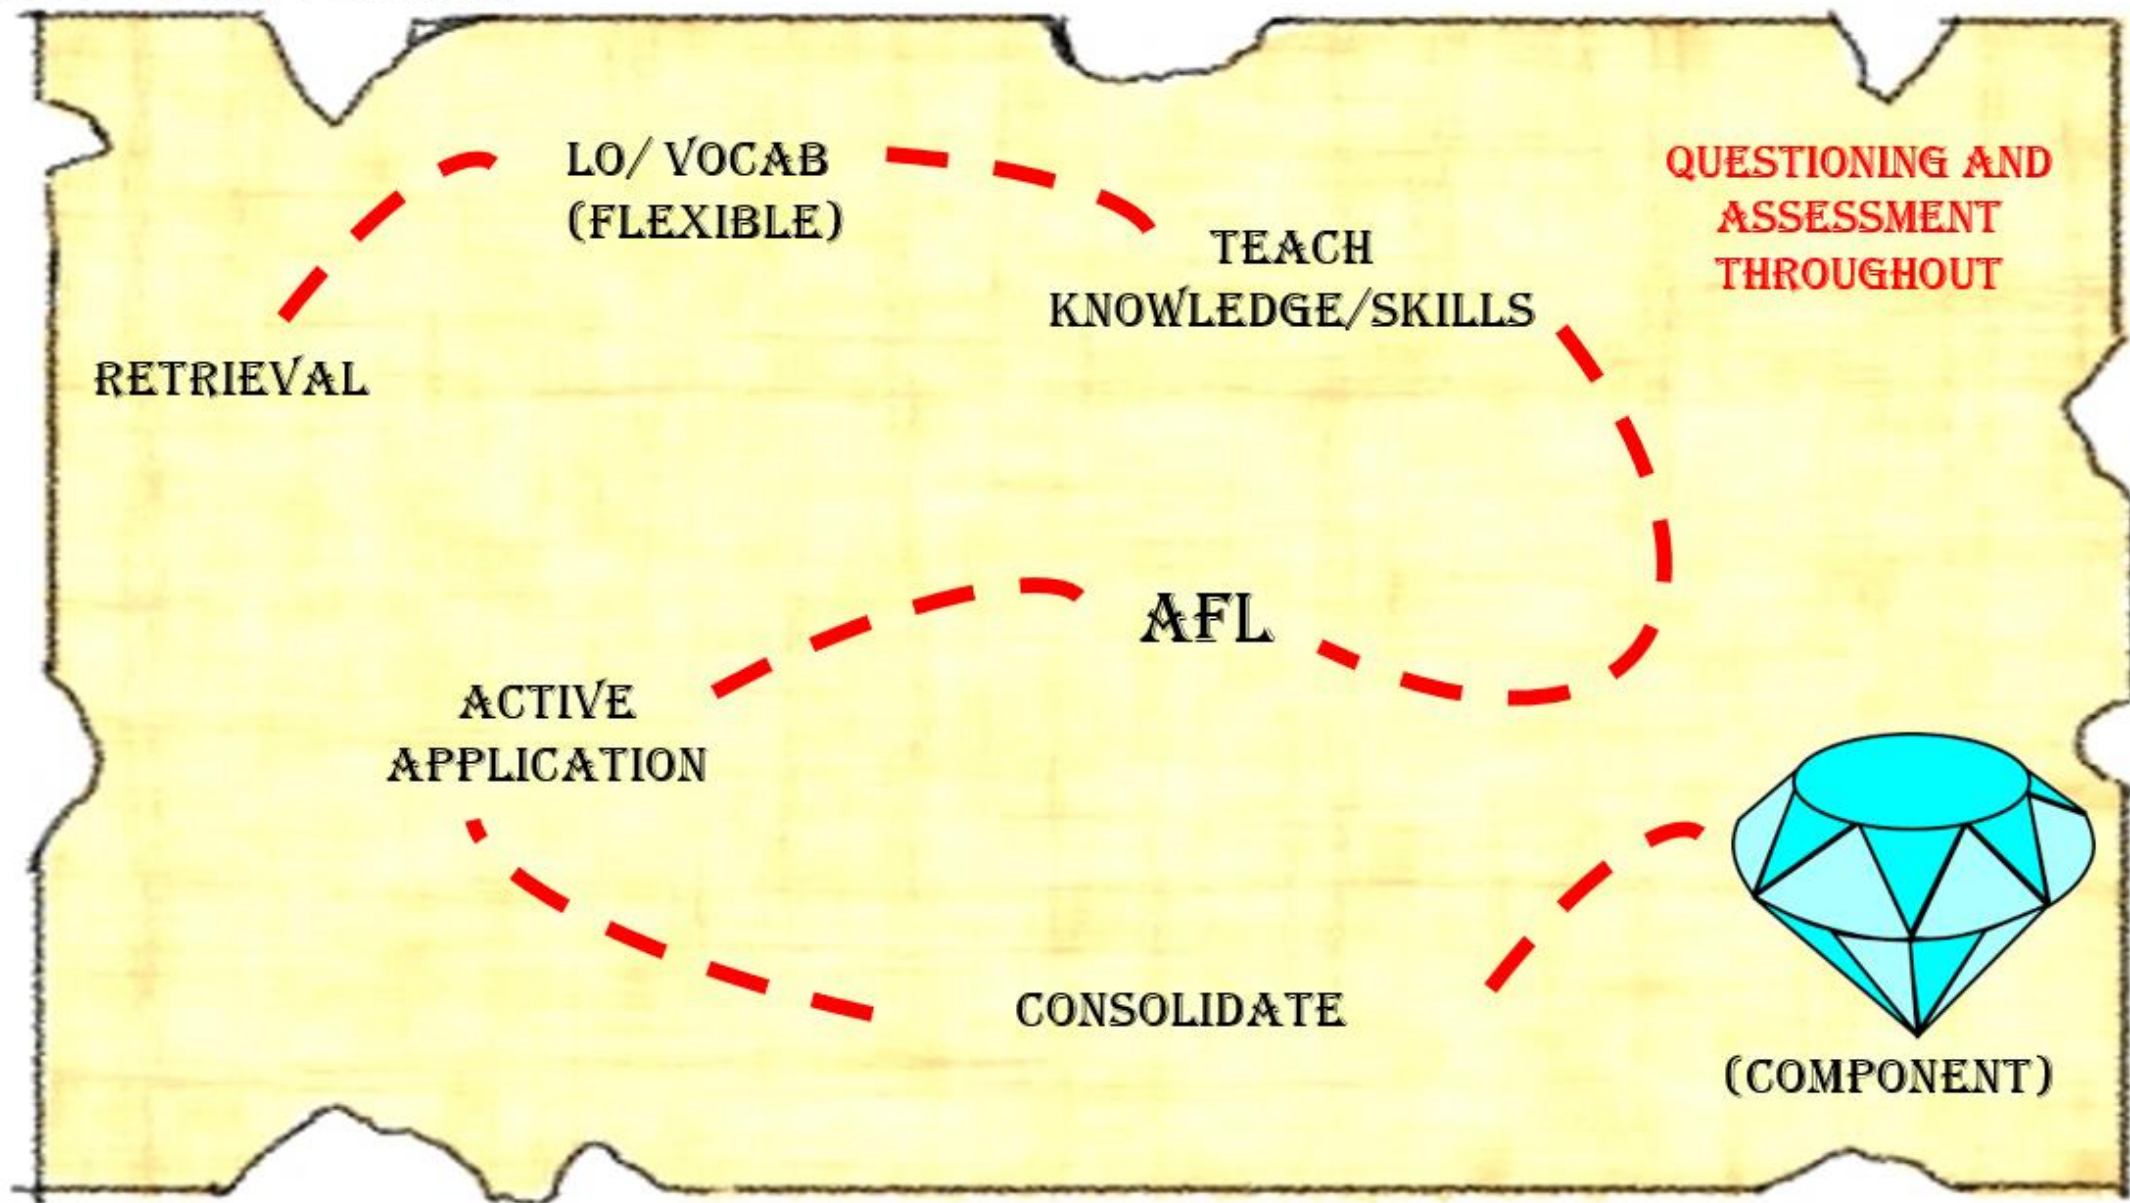 RETRIEVAL
LO/ VOCAB
(FLEXIBLE)
TEACH
KNOWLEDGE/SKILLS
QUESTIONING AND
ASSESSMENT
THROUGHOUT
AFL
ACTIVE
APPLICATION
CONSOLIDATE
(COMPONENT)